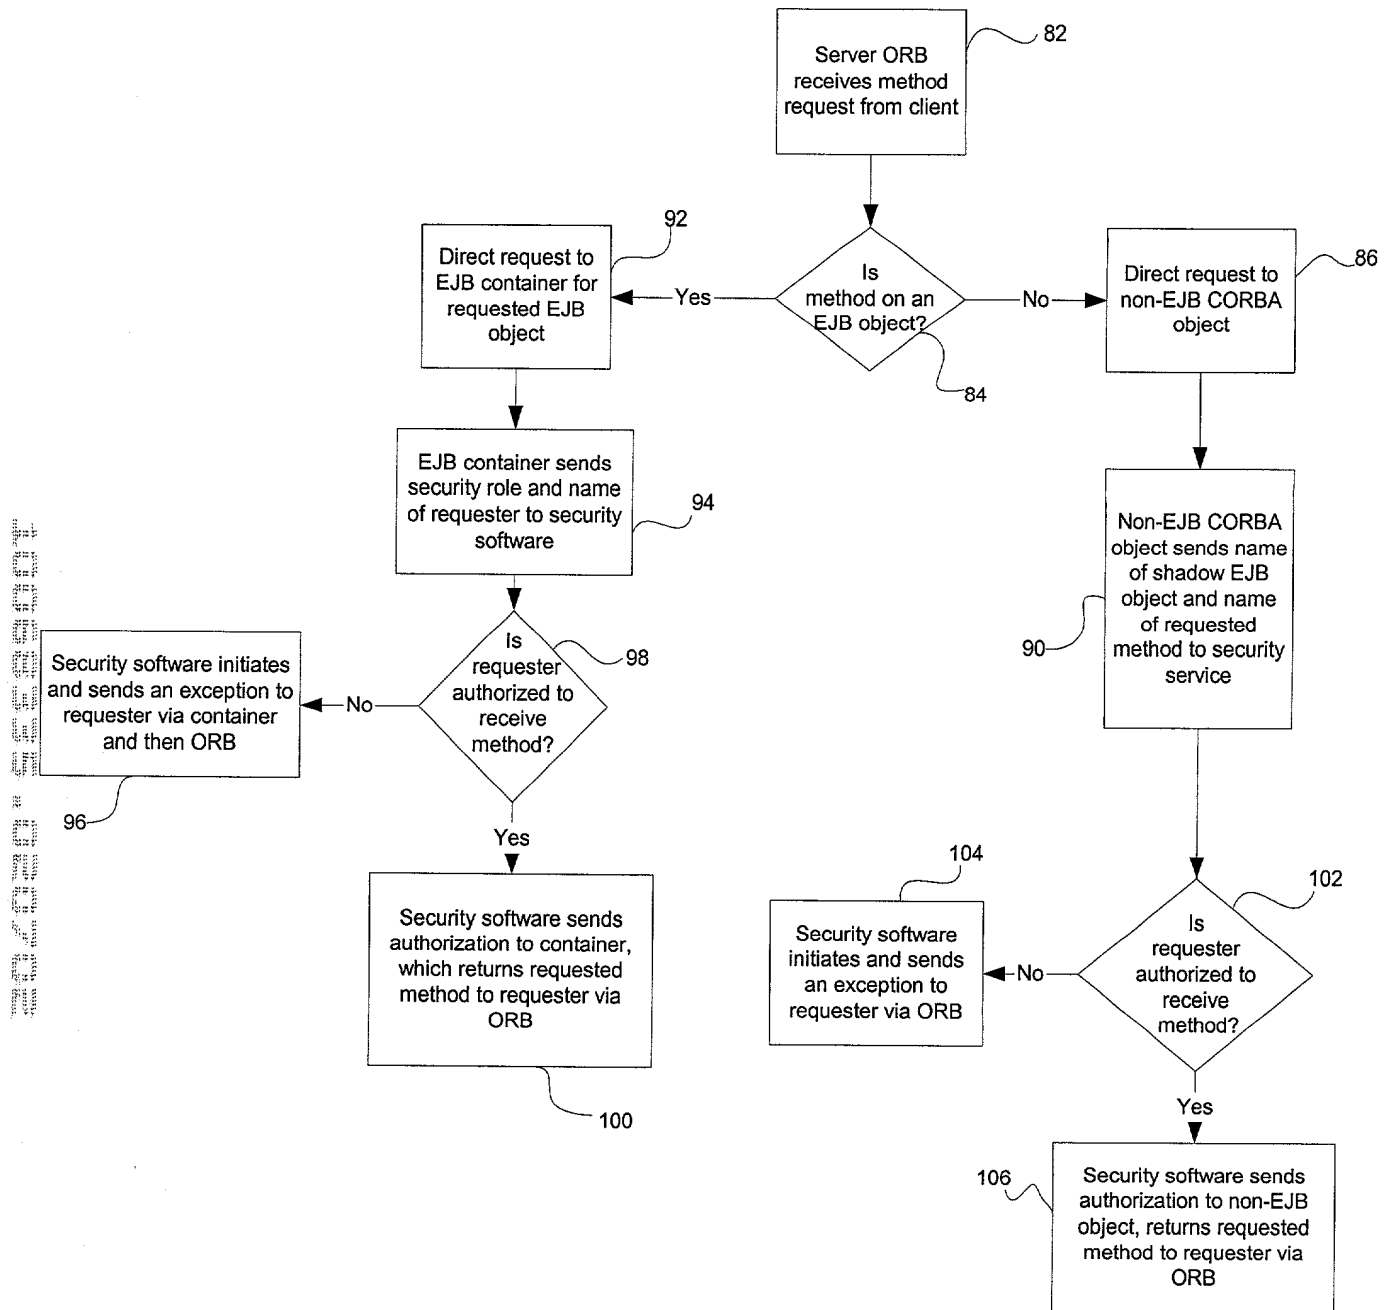 Server ORB
receives method
request from client
82
92
Direct request to
EJB container for
requested EJB
object
Yes
Is
method on an
EJB object?
84
No
Direct request to
non-EJB CORBA
object
86
EJB container sends
security role and name
of requester to security
software
94
Non-EJB CORBA
object sends name
of shadow EJB
object and name
of requested
method to security
service
90
Is
requester
authorized to
receive
method?
98
No
Security software initiates
and sends an exception to
requester via container
and then ORB
96
Yes
Security software sends
authorization to container,
which returns requested
method to requester via
ORB
100
104
Security software
initiates and sends
an exception to
requester via ORB
No
Is
requester
authorized to
receive
method?
102
Yes
106
Security software sends
authorization to non-EJB
object, returns requested
method to requester via
ORB